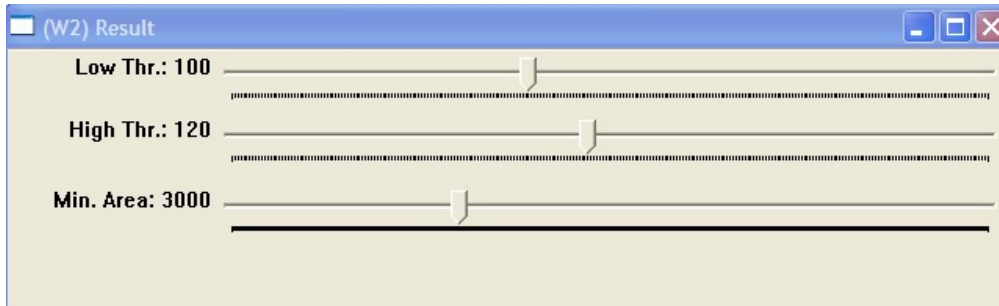 (W2) Result
Low Thr.: 100
High Thr.: 120
Min. Area: 3000